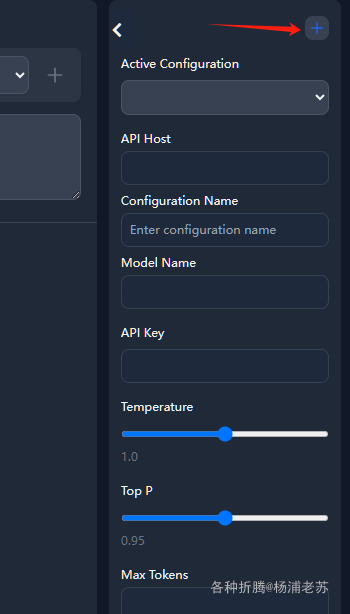 Active Configuration
API Host
Configuration Name
Enter configuration name
Model Name
API Key
Temperature
1.0
Top P
0.95
Max Tokens
各种折腾@杨浦老苏